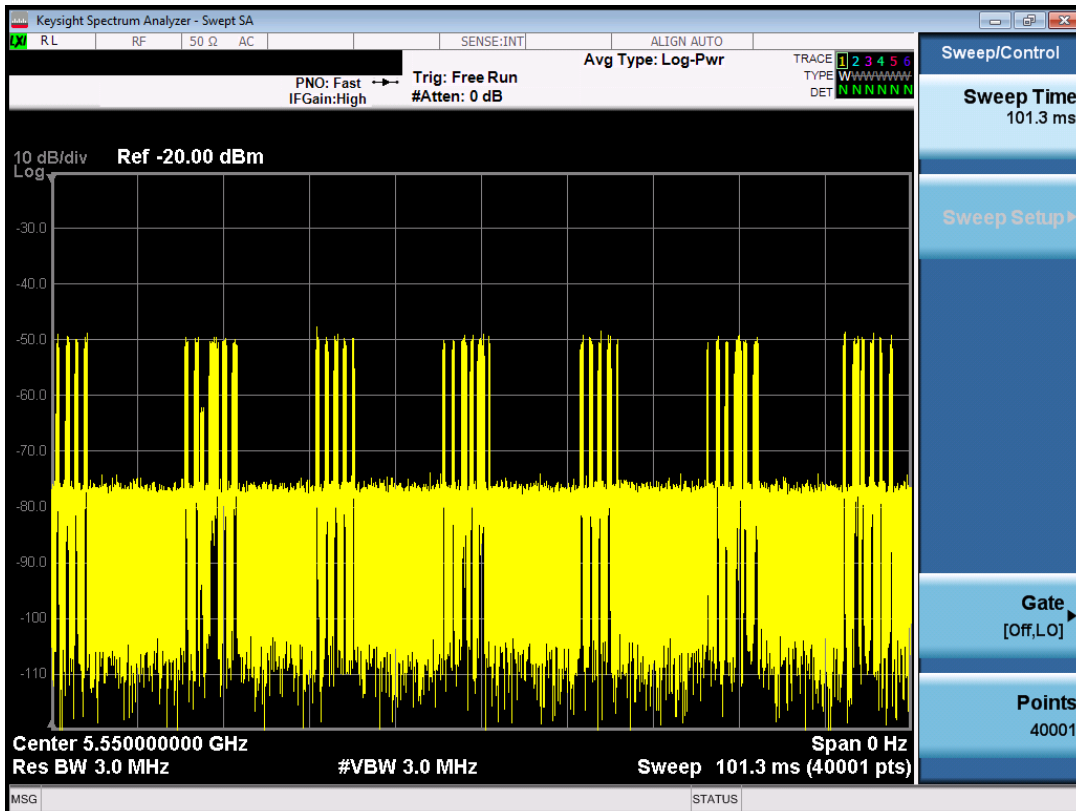 Keysight Spectrum Analyzer - Swept SA
LXI RL RF 50 Ω AC SENSE:INT ALIGN AUTO
Avg Type: Log-Pwr
PNO: Fast
IFGain:High
Trig: Free Run
#Atten: 0 dB
TRACE 1 2 3 4 5 6
TYPE WWWWWW
DET N N N N N N
10 dB/div Ref -20.00 dBm
Log
-30.0
-40.0
-50.0
-60.0
-70.0
-80.0
-90.0
-100
-110
Center 5.550000000 GHz Span 0 Hz
Res BW 3.0 MHz #VBW 3.0 MHz Sweep 101.3 ms (40001 pts)
MSG STATUS
Sweep/Control
Sweep Time
101.3 ms
Sweep Setup
Gate
[Off,LO]
Points
40001